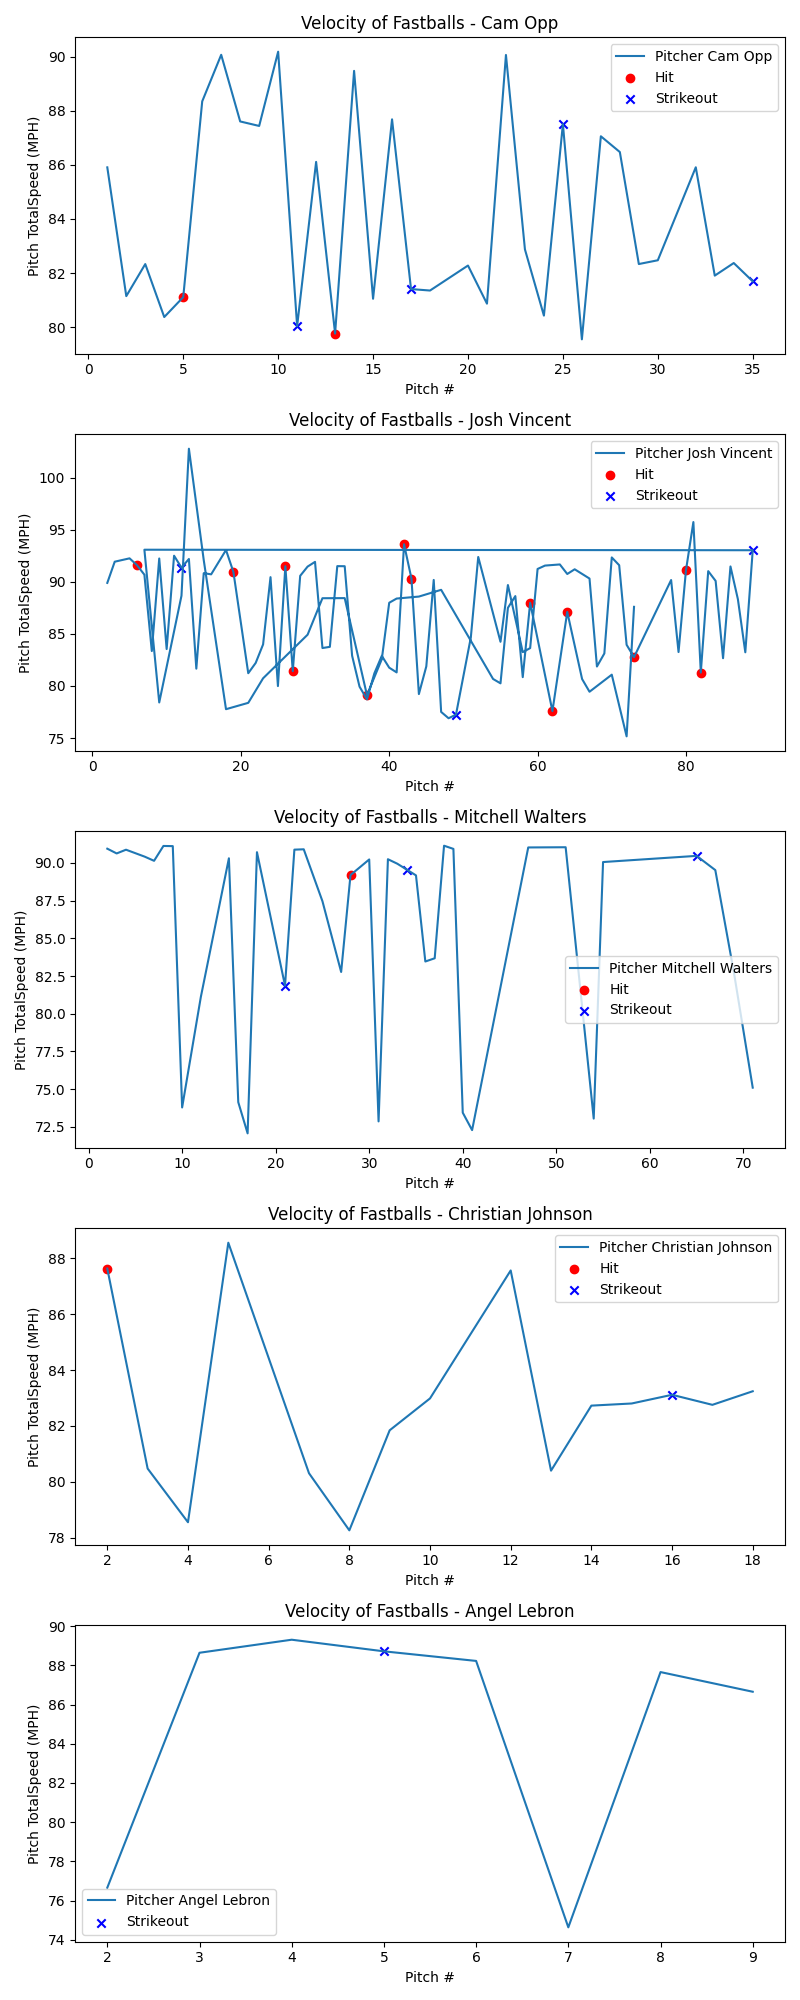 Velocity of Fastballs - Cam Opp
Pitch TotalSpeed (MPH)
90
88
86
84
82
80
Pitcher Cam Opp
Hit
Strikeout
0 5 10 15 20 25 30 35
Pitch #
Velocity of Fastballs - Josh Vincent
Pitch TotalSpeed (MPH)
100
95
90
85
80
75
Pitcher Josh Vincent
Hit
Strikeout
0 20 40 60 80
Pitch #
Velocity of Fastballs - Mitchell Walters
Pitch TotalSpeed (MPH)
90.0
87.5
85.0
82.5
80.0
77.5
75.0
72.5
Pitcher Mitchell Walters
Hit
Strikeout
0 10 20 30 40 50 60 70
Pitch #
Velocity of Fastballs - Christian Johnson
Pitch TotalSpeed (MPH)
88
86
84
82
80
78
Pitcher Christian Johnson
Hit
Strikeout
2 4 6 8 10 12 14 16 18
Pitch #
Velocity of Fastballs - Angel Lebron
Pitch TotalSpeed (MPH)
90
88
86
84
82
80
78
76
74
Pitcher Angel Lebron
Strikeout
2 3 4 5 6 7 8 9
Pitch #